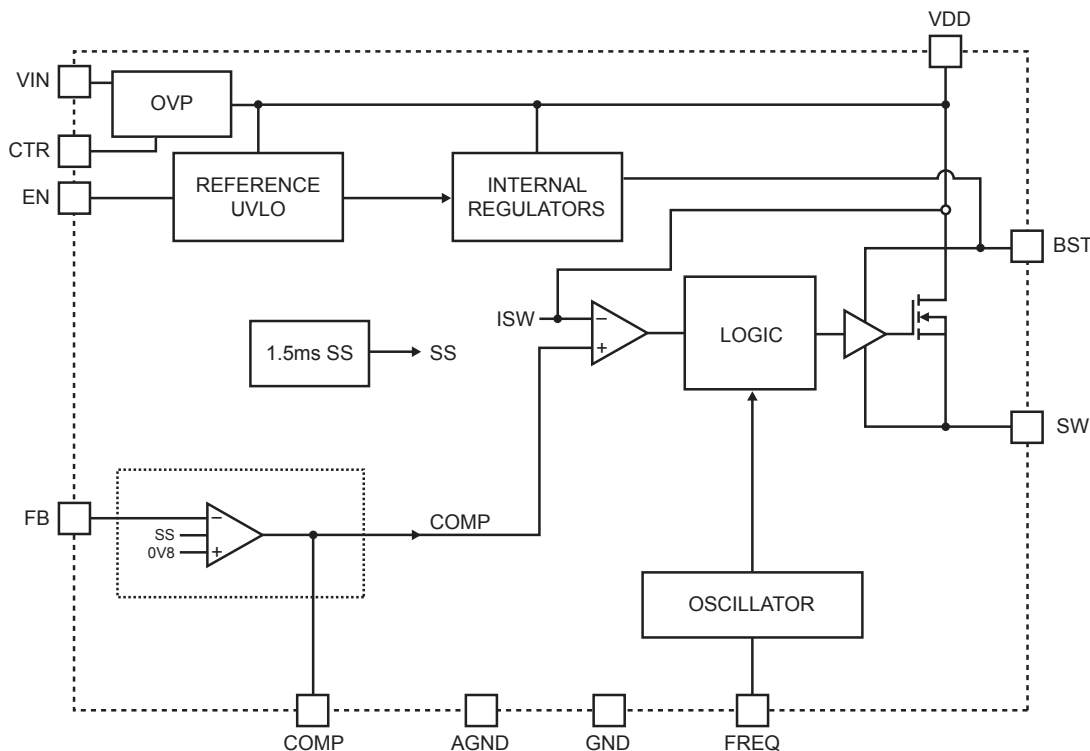 VDD
VIN
OVP
CTR
EN
REFERENCE
UVLO
INTERNAL
REGULATORS
BST
ISW
−
+
LOGIC
1.5ms SS
SS
SW
FB
−
SS
0V8
+
COMP
OSCILLATOR
COMP
AGND
GND
FREQ